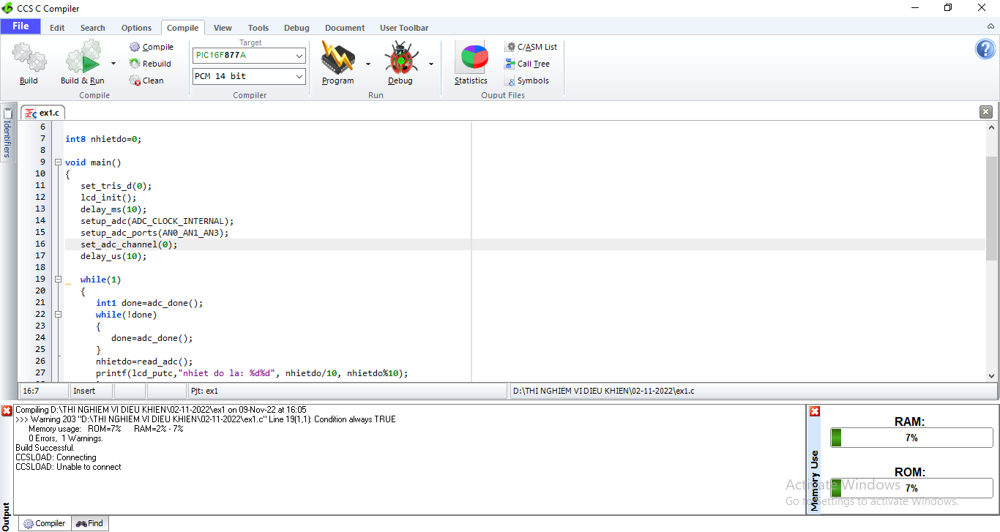 CCS C Compiler
File Edit Search Options Compile View Tools Debug Document User Toolbar
Target
Build
Build & Run
Compile
Rebuild
Clean
Compile
PIC16F877A
PCM 14 bit
Compiler
Program
Debug
Run
Statistics
C/ASM List
Call Tree
Symbols
Ouput Files
?
Identifiers
ex1.c
6
7 int8 nhietdo=0;
8
9 void main()
10 {
11 set_tris_d(0);
12 lcd_init();
13 delay_ms(10);
14 setup_adc(ADC_CLOCK_INTERNAL);
15 setup_adc_ports(AN0_AN1_AN3);
16 set_adc_channel(0);
17 delay_us(10);
18
19 while(1)
20 {
21 int1 done=adc_done();
22 while(!done)
23 {
24 done=adc_done();
25 }
26 nhietdo=read_adc();
27 printf(lcd_putc,"nhiet do la: %d%d", nhietdo/10, nhietdo%10);
16:7 Insert Pjt: ex1 D:\THI NGHIEM VI DIEU KHIEN\02-11-2022\ex1.c
Compiling D:\THI NGHIEM VI DIEU KHIEN\02-11-2022\ex1 on 09-Nov-22 at 16:05
>>> Warning 203 "D:\THI NGHIEM VI DIEU KHIEN\02-11-2022\ex1.c" Line 19(1,1): Condition always TRUE
Memory usage: ROM=7% RAM=2% - 7%
0 Errors, 1 Warnings.
Build Successful.
CCSLOAD: Connecting
CCSLOAD: Unable to connect
Output
Compiler Find
Memory Use
RAM:
7%
ROM:
7%
Activate Windows
Go to Settings to activate Windows.